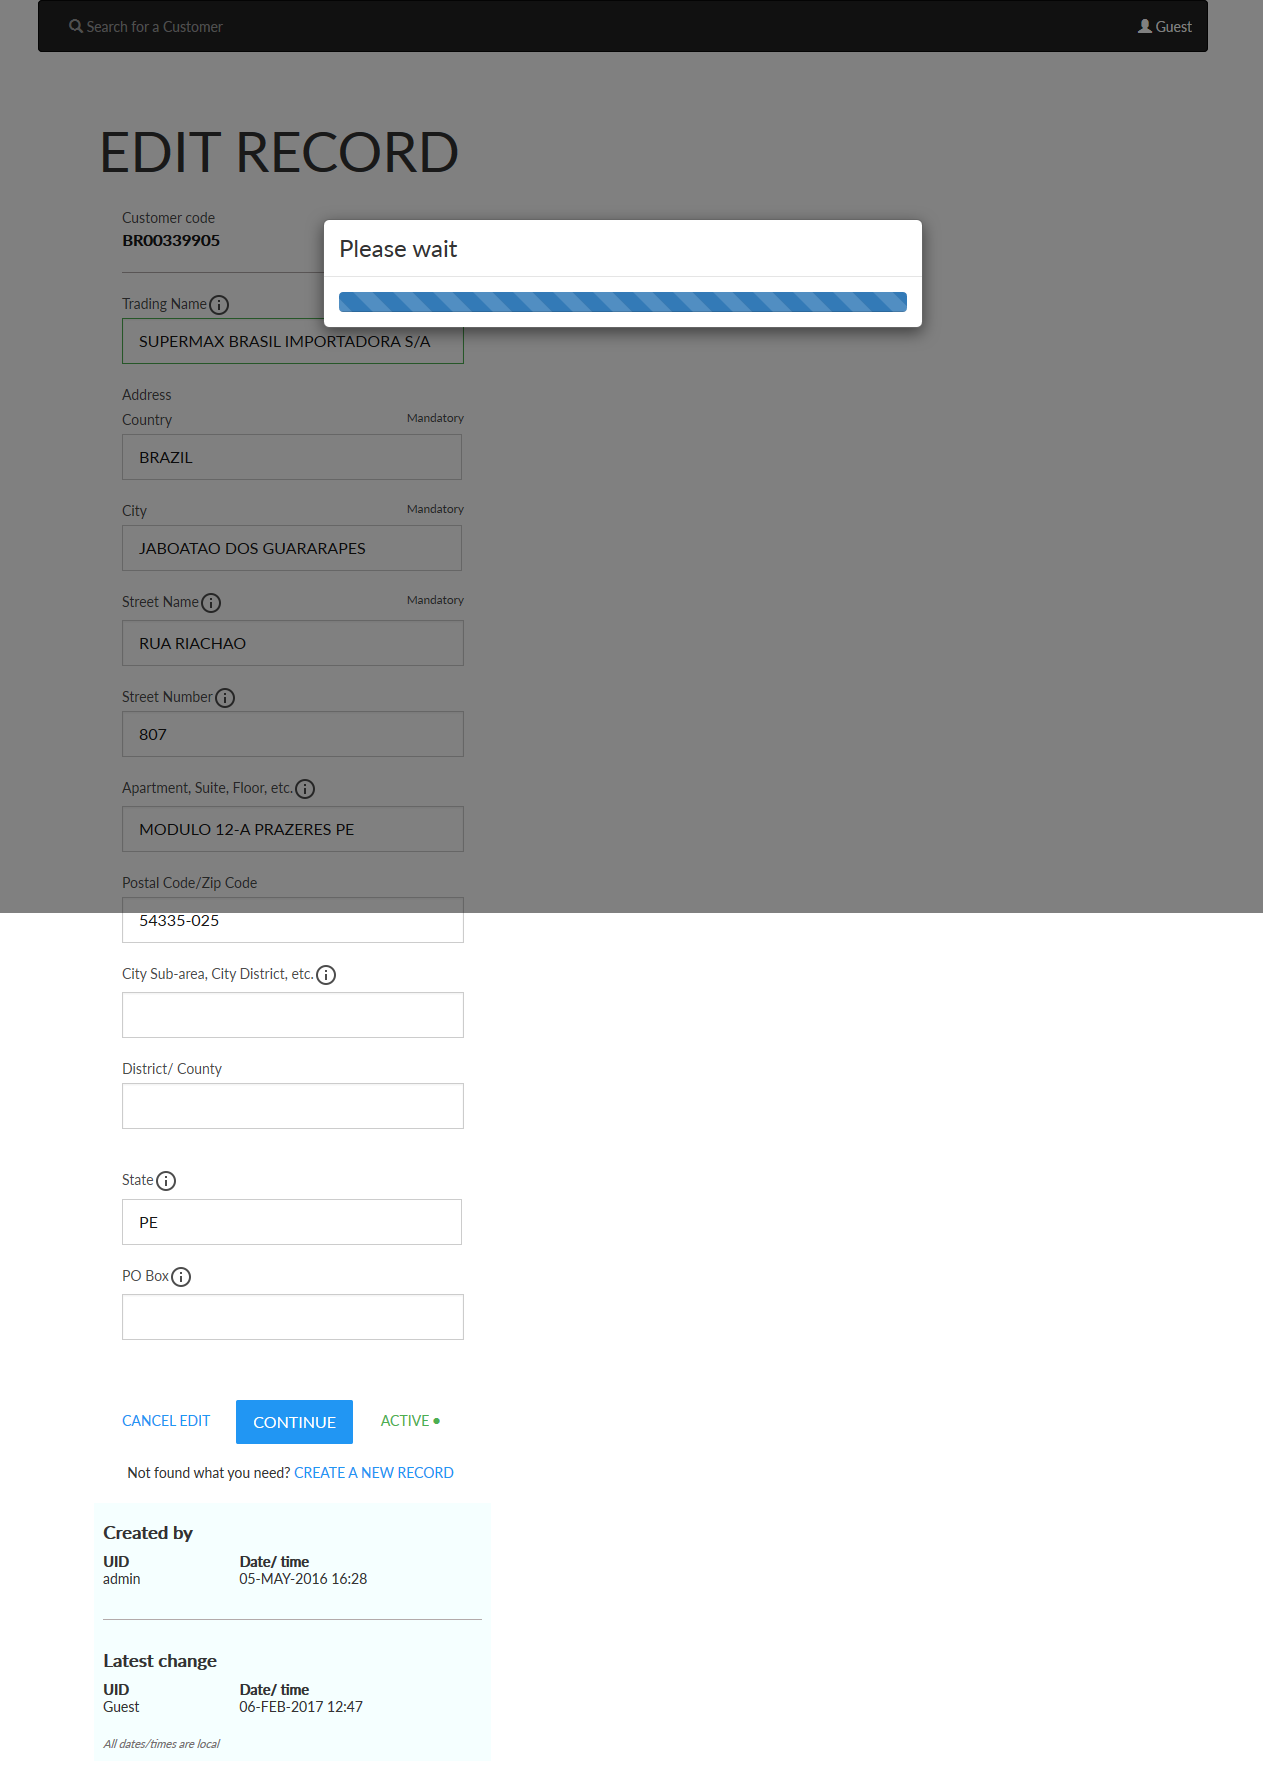 Search for a Customer
Guest
EDIT RECORD
Customer code
BR00339905
Please wait
Trading Name
SUPERMAX BRASIL IMPORTADORA S/A
Address
Country Mandatory
BRAZIL
City Mandatory
JABOATAO DOS GUARARAPES
Street Name Mandatory
RUA RIACHAO
Street Number
807
Apartment, Suite, Floor, etc.
MODULO 12-A PRAZERES PE
Postal Code/Zip Code
54335-025
City Sub-area, City District, etc.
District/ County
State
PE
PO Box
CANCEL EDIT CONTINUE ACTIVE
Not found what you need? CREATE A NEW RECORD
Created by
UID Date/ time
admin 05-MAY-2016 16:28
Latest change
UID Date/ time
Guest 06-FEB-2017 12:47
All dates/times are local